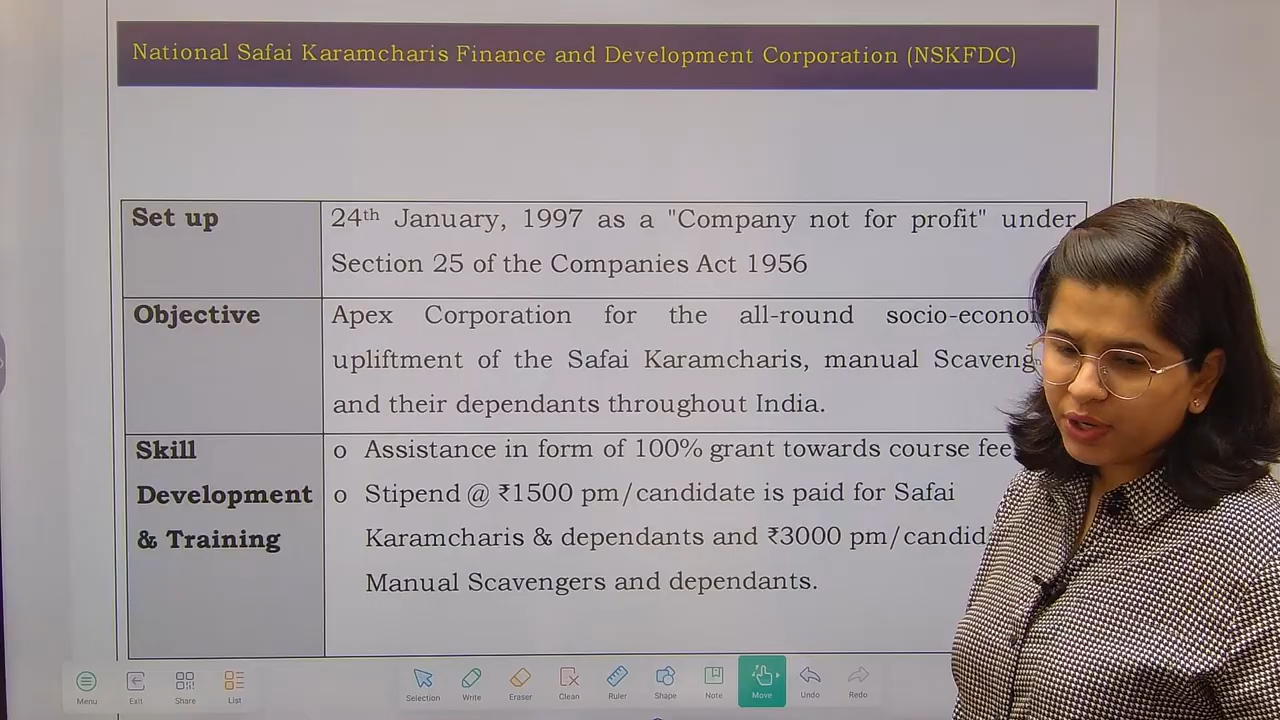 National Safai Karamcharis Finance and Development Corporation (NSKFDC)
Set up
24th January, 1997 as a "Company not for profit" under
Section 25 of the Companies Act 1956
Objective
Apex Corporation for the all-round socio-econo
upliftment of the Safai Karamcharis, manual Scaveng
and their dependants throughout India.
Skill
Development
& Training
o Assistance in form of 100% grant towards course fee
o Stipend @ ₹1500 pm/candidate is paid for Safai
Karamcharis & dependants and ₹3000 pm/candid
Manual Scavengers and dependants.
Menu Exit Share List Selection Write Eraser Clean Ruler Shape Note Move Undo Redo